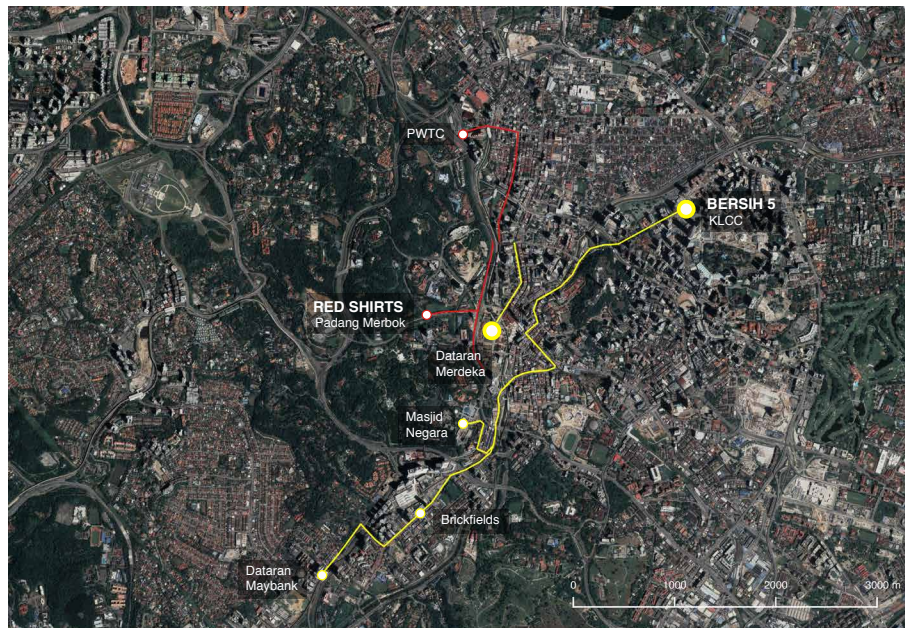 PWTC
BERSIH 5
KLCC
RED SHIRTS
Padang Merbok
Dataran
Merdeka
Masjid
Negara
Brickfields
Dataran
Maybank
0 1000 2000 3000 m